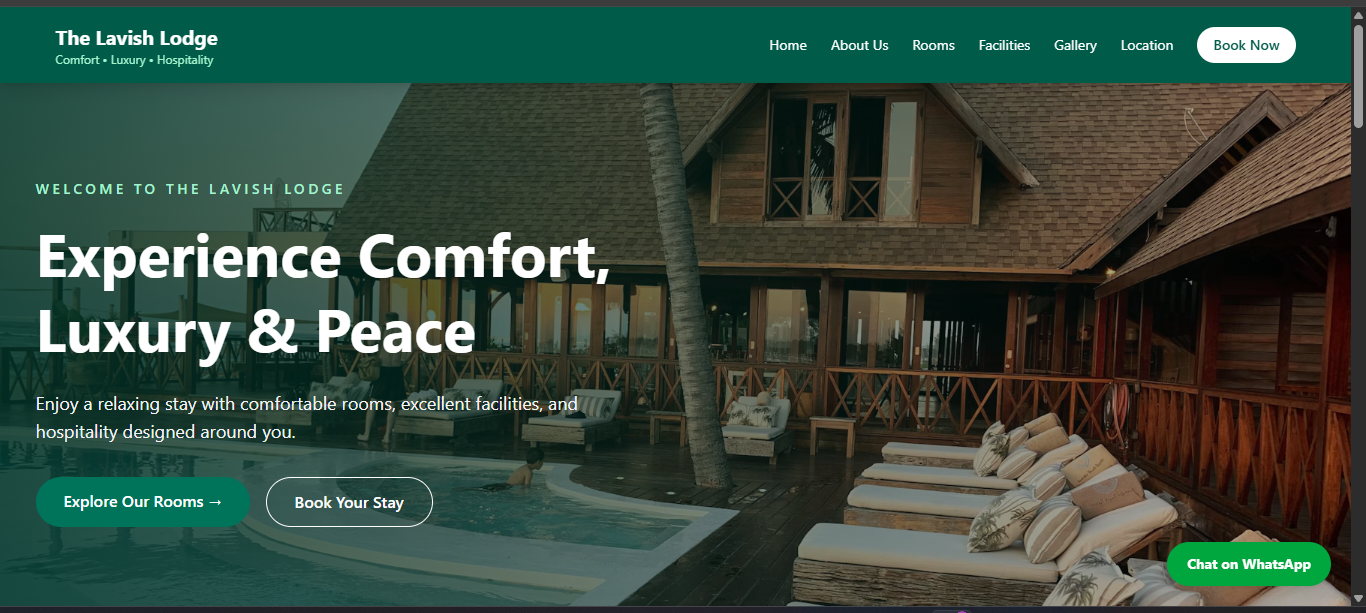 The Lavish Lodge
Comfort • Luxury • Hospitality
Home About Us Rooms Facilities Gallery Location Book Now
WELCOME TO THE LAVISH LODGE
Experience Comfort,
Luxury & Peace
Enjoy a relaxing stay with comfortable rooms, excellent facilities, and
hospitality designed around you.
Explore Our Rooms →
Book Your Stay
Chat on WhatsApp